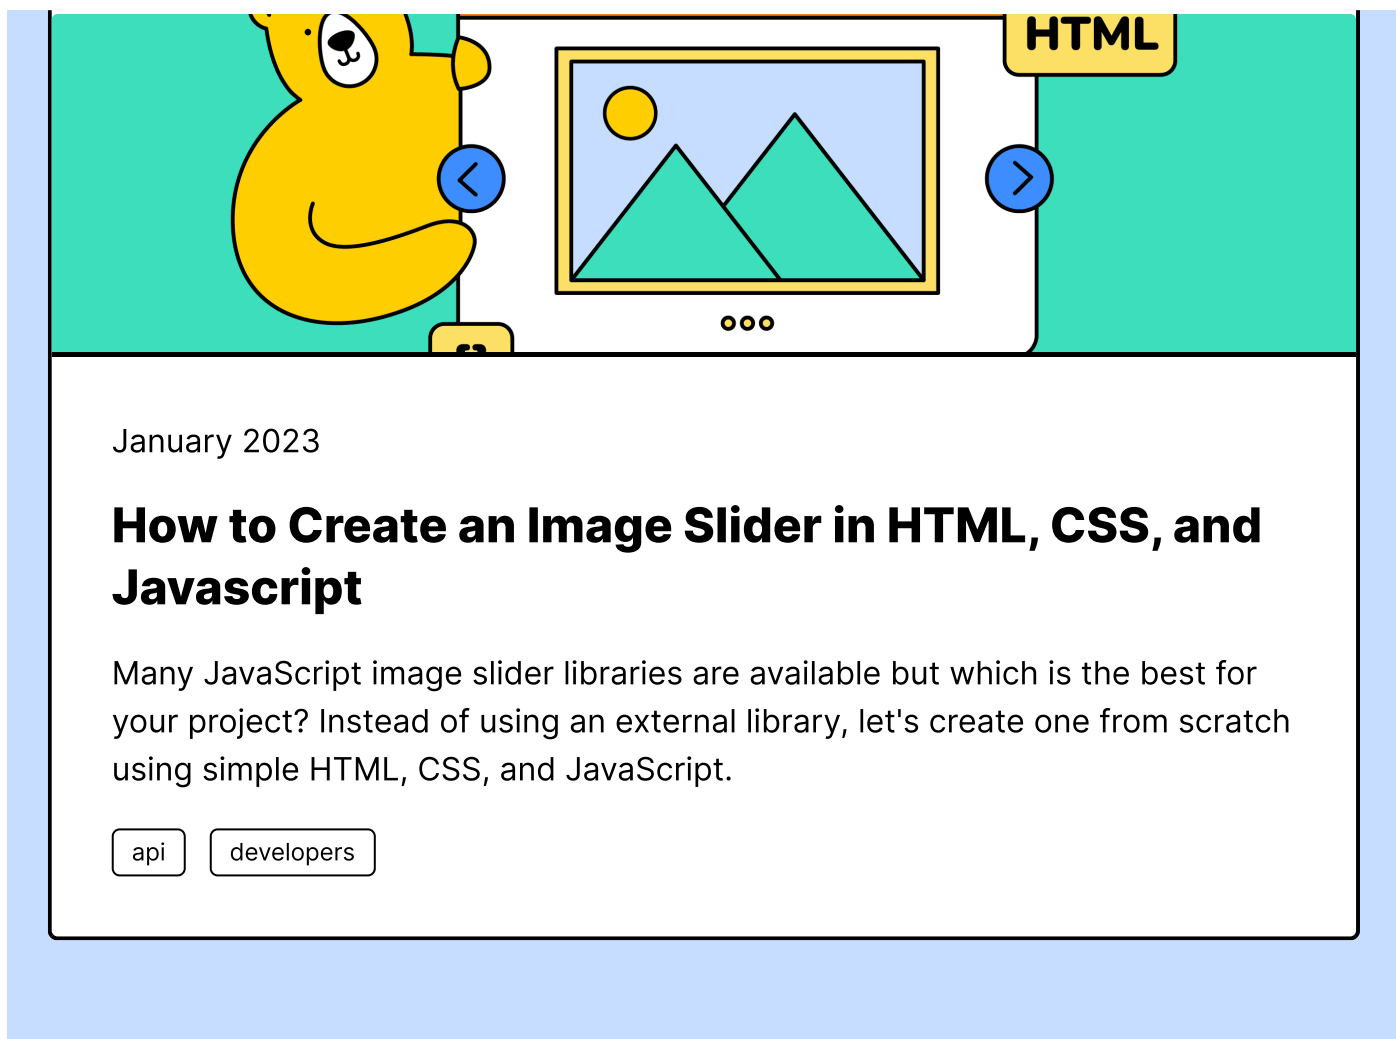 HTML
January 2023
How to Create an Image Slider in HTML, CSS, and
Javascript
Many JavaScript image slider libraries are available but which is the best for
your project? Instead of using an external library, let's create one from scratch
using simple HTML, CSS, and JavaScript.
api
developers